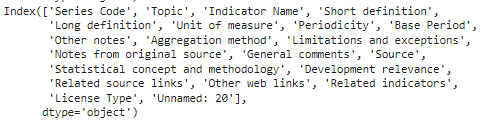 Index(['Series Code', 'Topic', 'Indicator Name', 'Short definition',
'Long definition', 'Unit of measure', 'Periodicity', 'Base Period',
'Other notes', 'Aggregation method', 'Limitations and exceptions',
'Notes from original source', 'General comments', 'Source',
'Statistical concept and methodology', 'Development relevance',
'Related source links', 'Other web links', 'Related indicators',
'License Type', 'Unnamed: 20'],
dtype='object')